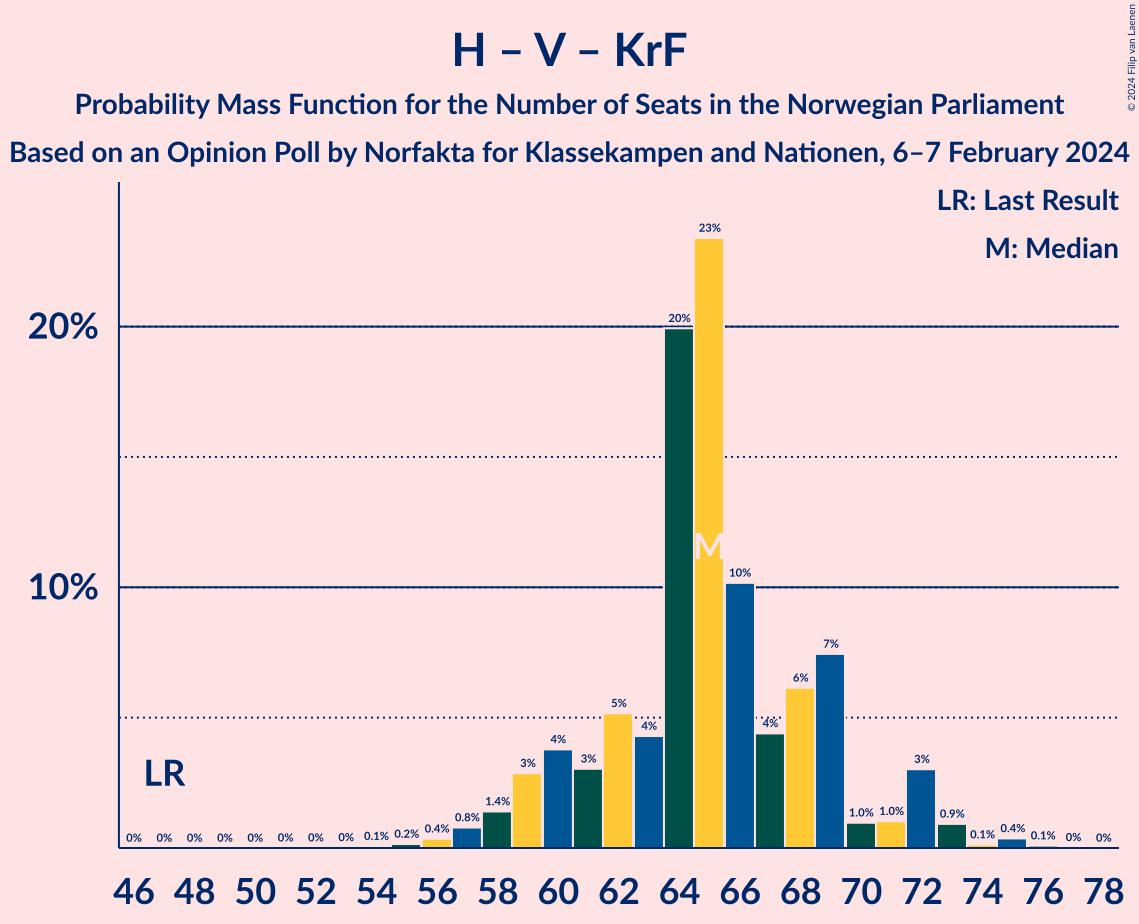 H – V – KrF
Probability Mass Function for the Number of Seats in the Norwegian Parliament
Based on an Opinion Poll by Norfakta for Klassekampen and Nationen, 6–7 February 2024
© 2024 Filip van Laenen
LR: Last Result
M: Median
20%
10%
0% 0% 0% 0% 0% 0% 0% 0% 0.1% 0.2% 0.4% 0.8% 1.4% 3% 4% 3% 5% 4% 20% 23% 10% 4% 6% 7% 1.0% 1.0% 3% 0.9% 0.1% 0.4% 0.1% 0% 0%
M
LR
46 48 50 52 54 56 58 60 62 64 66 68 70 72 74 76 78